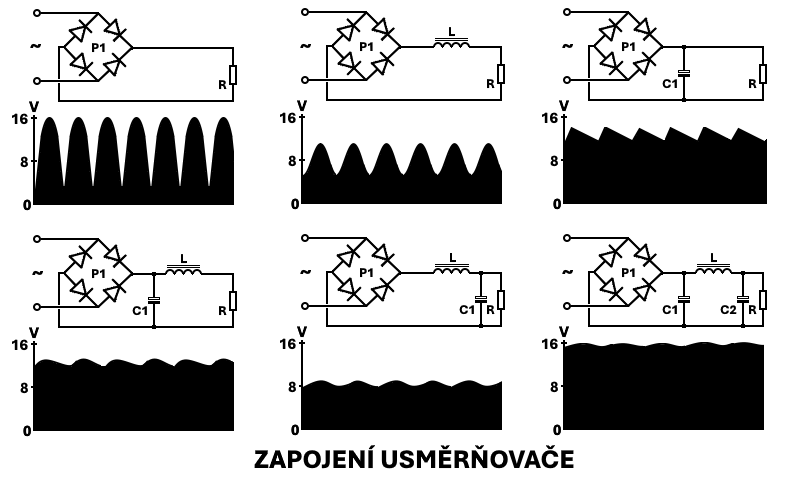 ~ P1 R
V
16
8
0
~ P1 L R
V
16
8
0
~ P1 C1 R
V
16
8
0
~ P1 C1 L R
V
16
8
0
~ P1 L C1 R
V
16
8
0
~ P1 C1 L C2 R
V
16
8
0
ZAPOJENÍ USMĚRŇOVAČE